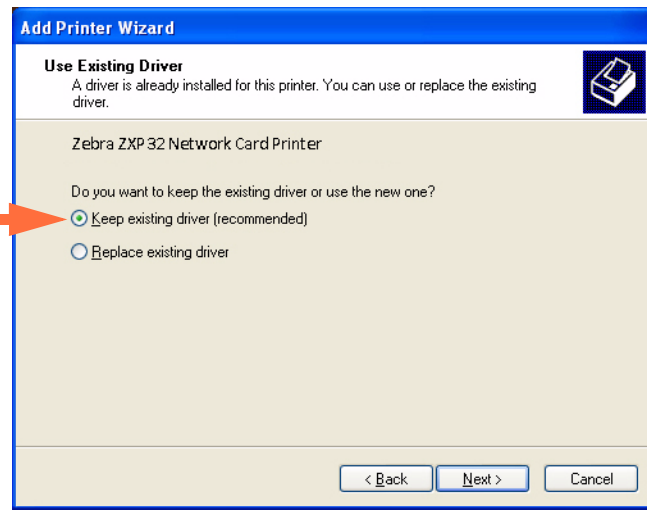 Add Printer Wizard
Use Existing Driver
A driver is already installed for this printer. You can use or replace the existing
driver.
Zebra ZXP 32 Network Card Printer
Do you want to keep the existing driver or use the new one?
Keep existing driver (recommended)
Replace existing driver
< Back Next > Cancel